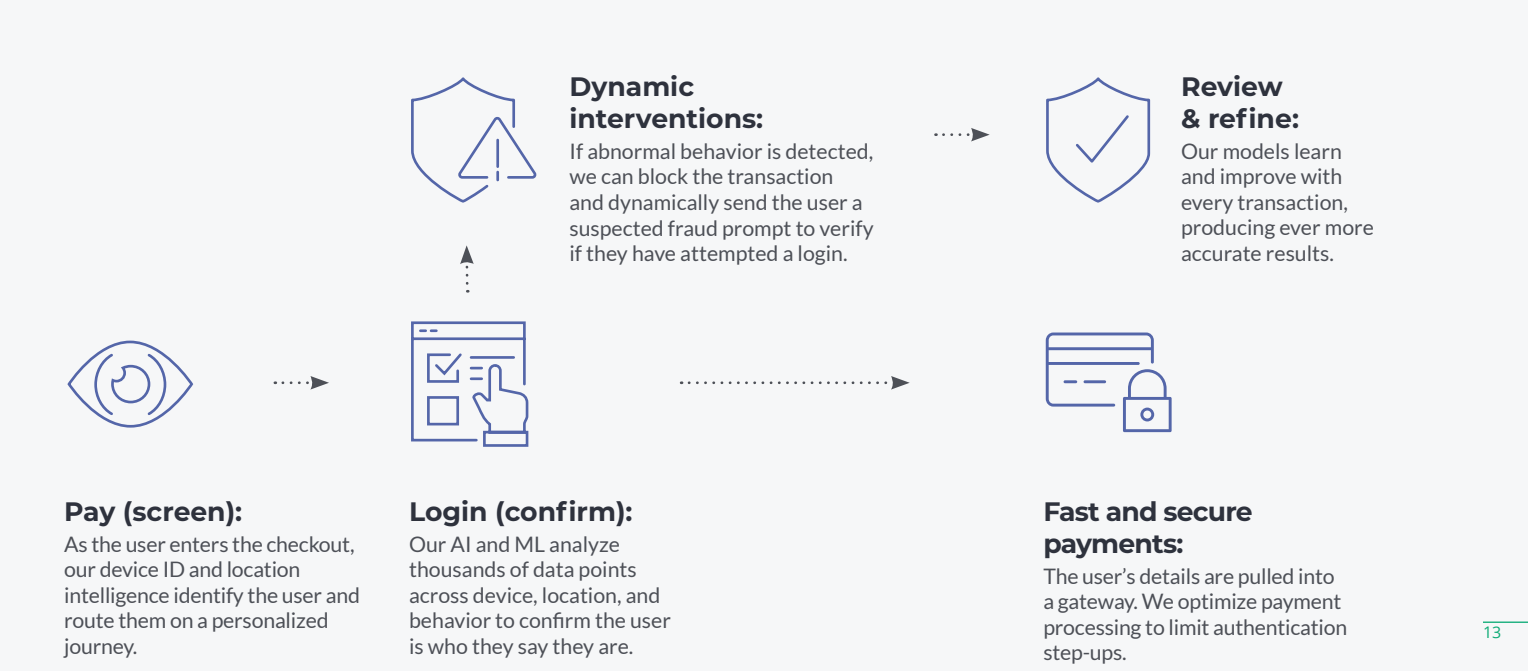 Dynamic
interventions:
If abnormal behavior is detected,
we can block the transaction
and dynamically send the user a
suspected fraud prompt to verify
if they have attempted a login.
Review
& refine:
Our models learn
and improve with
every transaction,
producing ever more
accurate results.
Pay (screen):
As the user enters the checkout,
our device ID and location
intelligence identify the user and
route them on a personalized
journey.
Login (confirm):
Our AI and ML analyze
thousands of data points
across device, location, and
behavior to confirm the user
is who they say they are.
Fast and secure
payments:
The user’s details are pulled into
a gateway. We optimize payment
processing to limit authentication
step-ups.
13